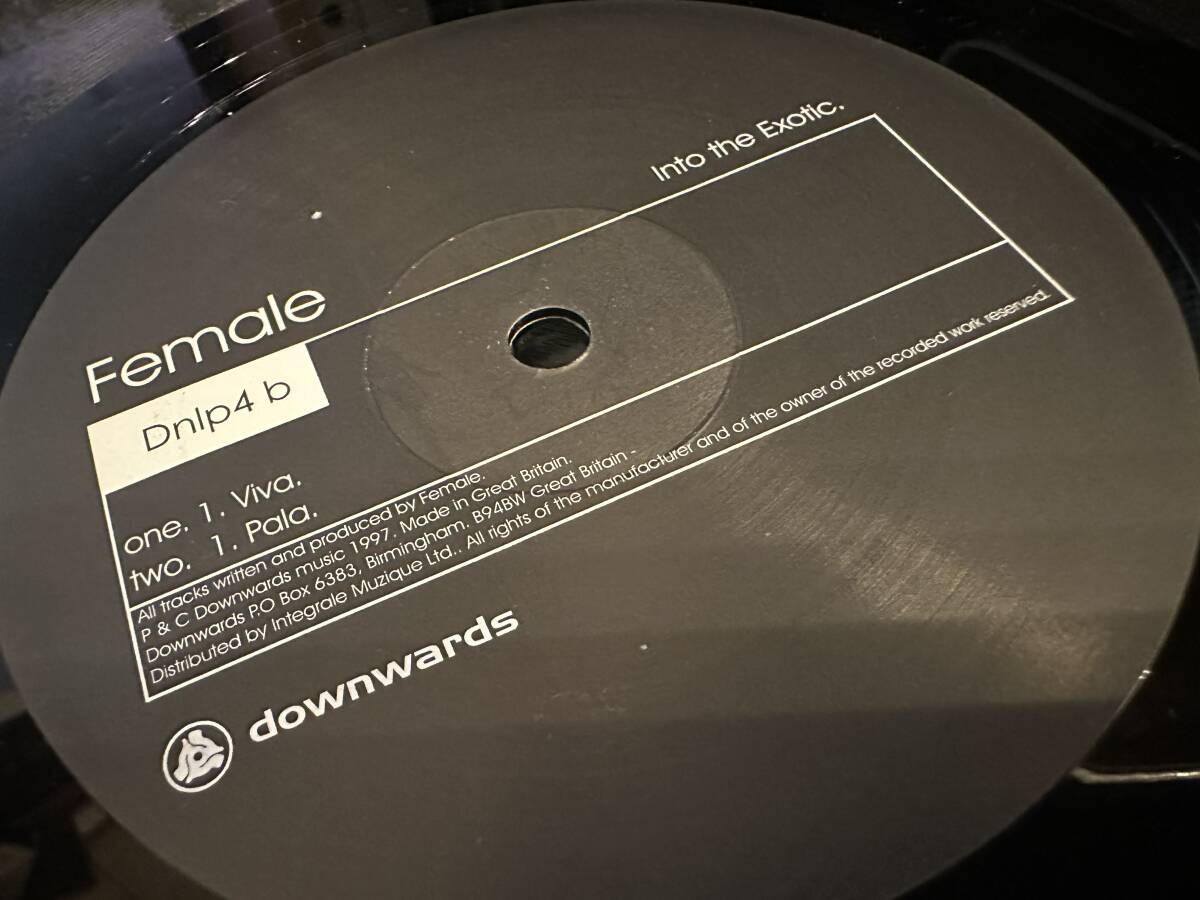 Into the Exotic.
Female
Dnlp4 b
one. 1. Viva.
two. 1. Pala.
All tracks written and produced by Female.
P & C Downwards music 1997. Made in Great Britain.
Downwards P.O Box 6383, Birmingham. B94BW Great Britain -
Distributed by Integrale Muzique Ltd.. All rights of the manufacturer and of the owner of the recorded work reserved.
downwards